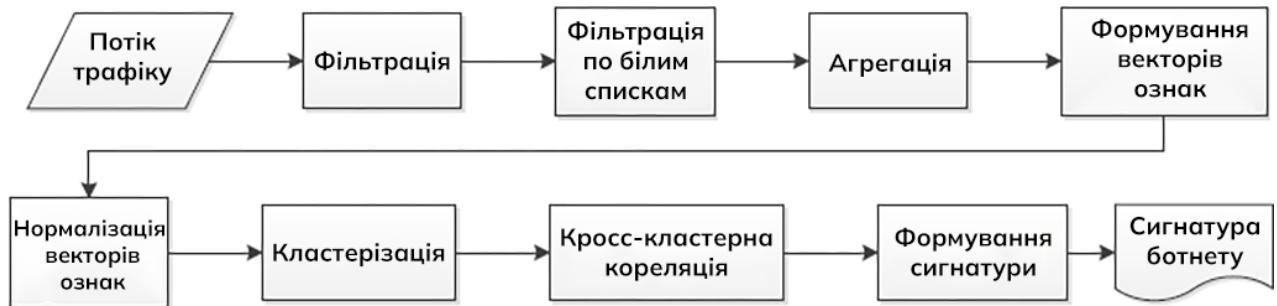 Потік
трафіку
Фільтрація
Фільтрація
по білим
спискам
Агрегація
Формування
векторів
ознак
Нормалізація
векторів
ознак
Кластерізація
Кросс-кластерна
кореляція
Формування
сигнатури
Сигнатура
ботнету